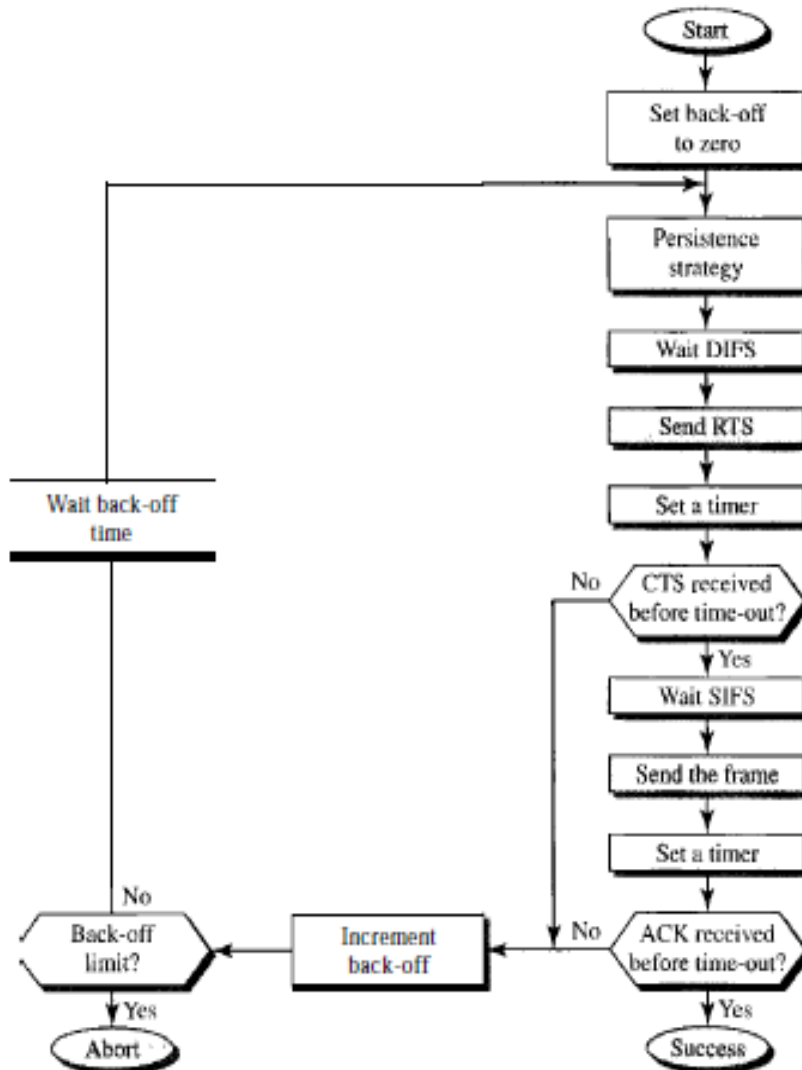 Start
Set back-off
to zero
Persistence
strategy
Wait DIFS
Send RTS
Set a timer
CTS received
before time-out?
No
Yes
Wait SIFS
Send the frame
Set a timer
ACK received
before time-out?
No
Yes
Success
Increment
back-off
Back-off
limit?
No
Yes
Abort
Wait back-off
time